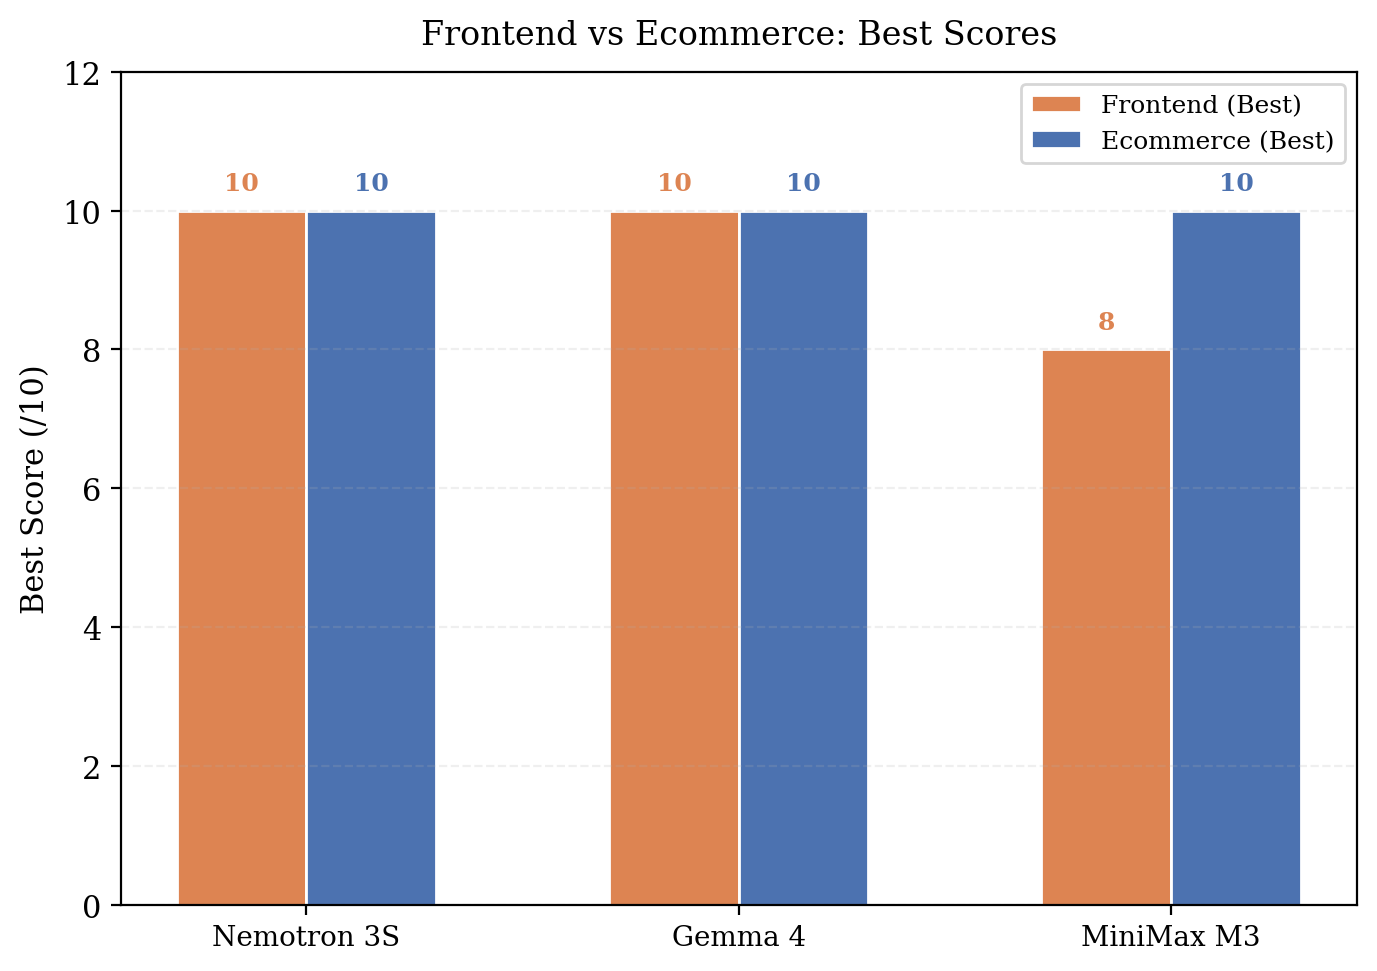 Frontend vs Ecommerce: Best Scores
Frontend (Best)
Ecommerce (Best)
Best Score (/10)
12
10
8
6
4
2
0
10
10
10
10
8
10
Nemotron 3S
Gemma 4
MiniMax M3